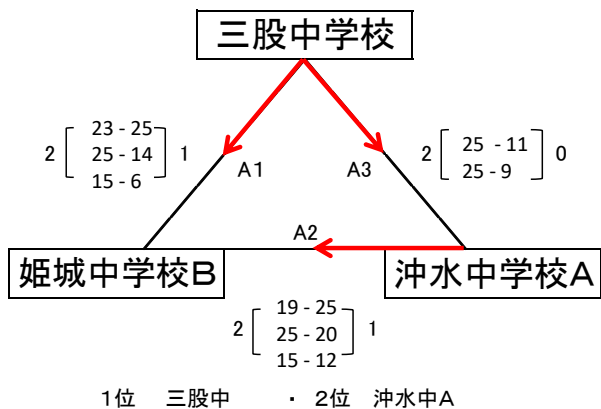 三股中学校
2 23 - 25 1
25 - 14
15 - 6
A1
A3
2 25 - 11 0
25 - 9
A2
姫城中学校B
沖水中学校A
2 19 - 25 1
25 - 20
15 - 12
1位 三股中 ・ 2位 沖水中A